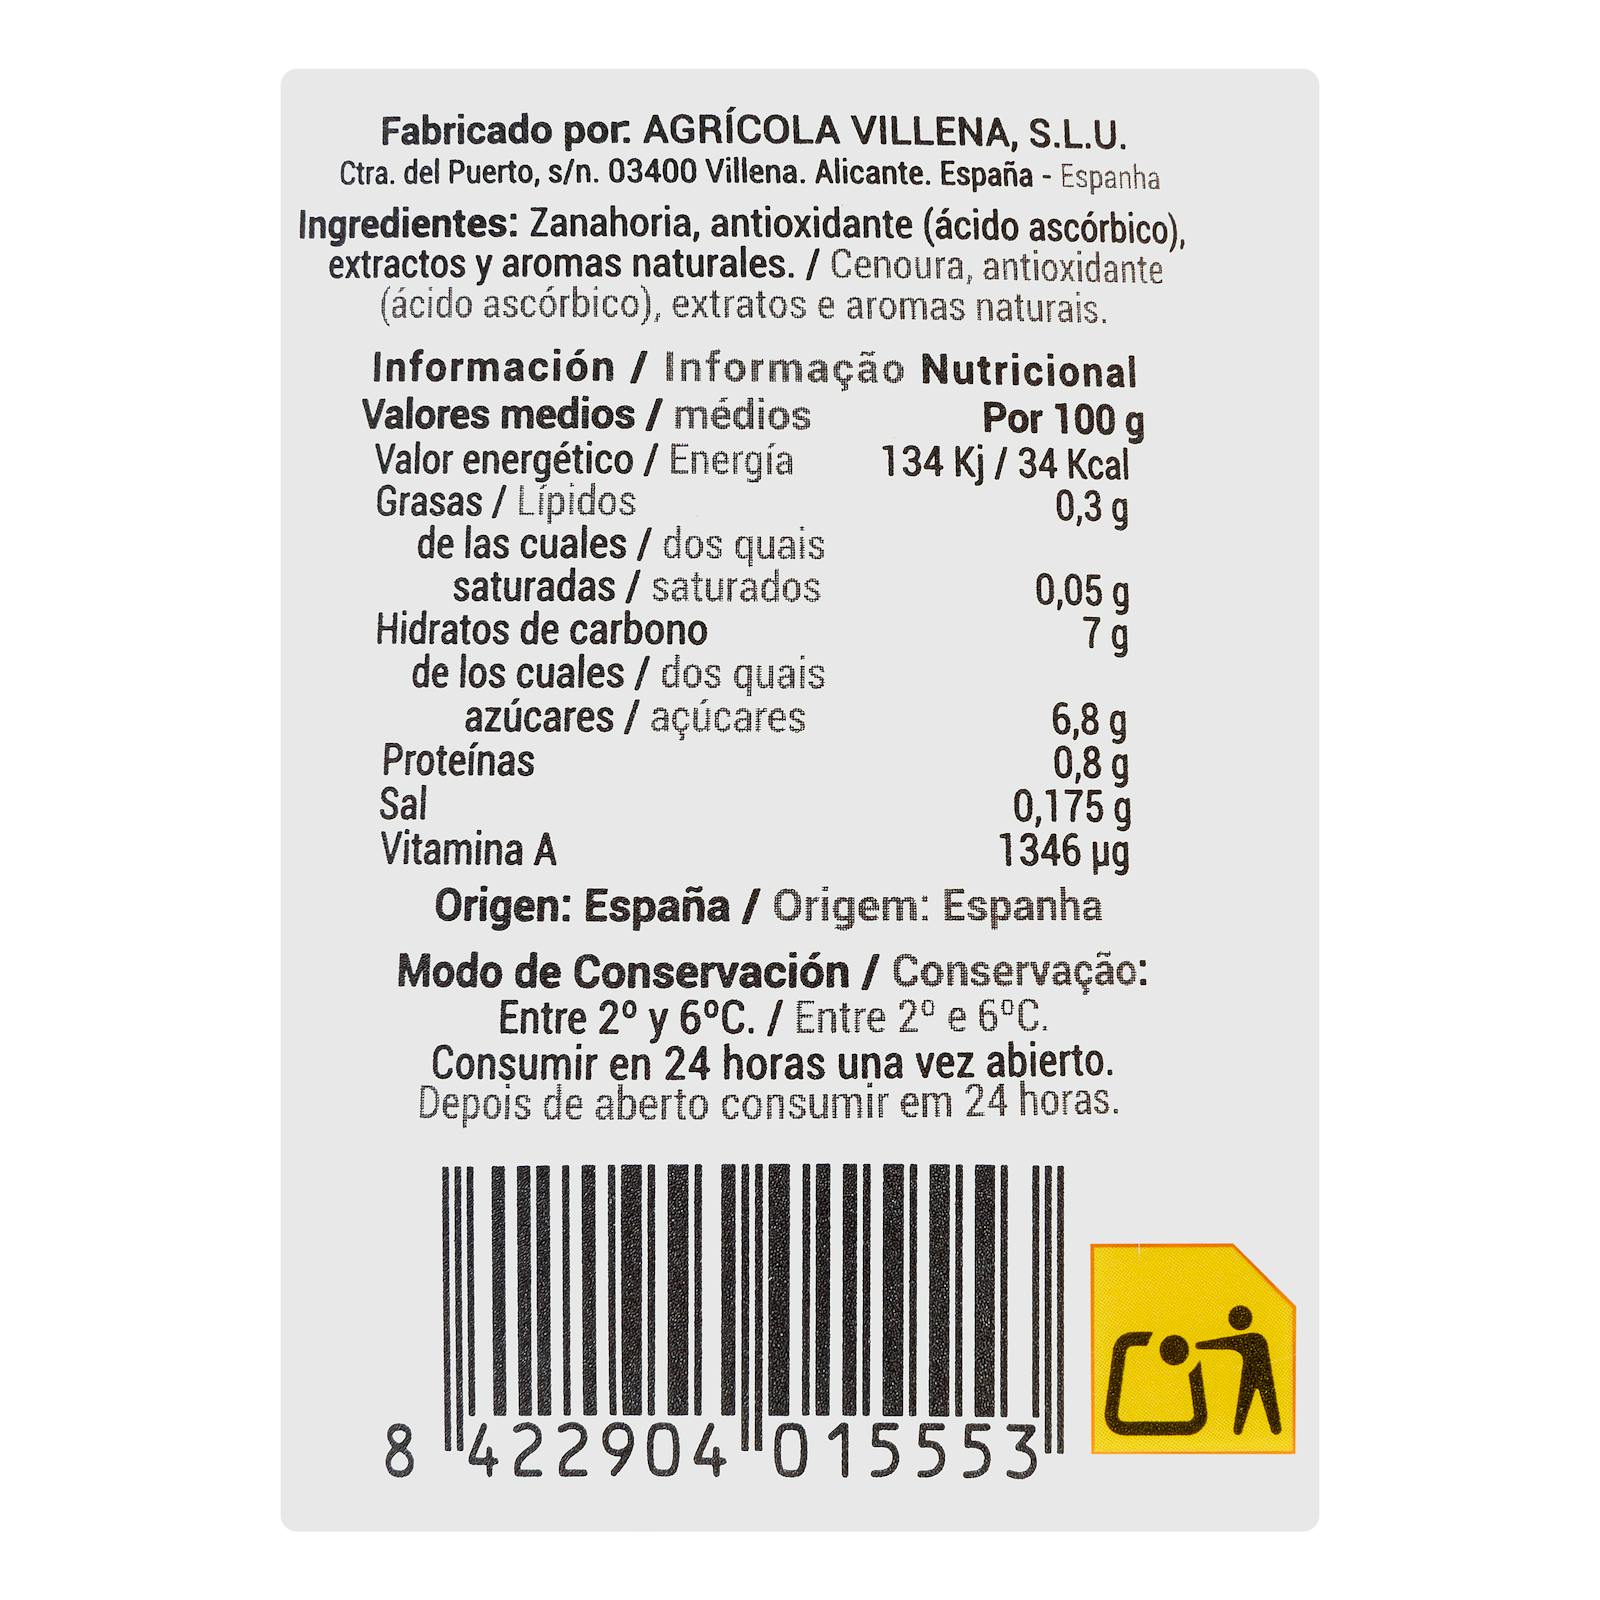 Fabricado por: AGRÍCOLA VILLENA, S.L.U.
Ctra. del Puerto, s/n. 03400 Villena. Alicante. España - Espanha
Ingredientes: Zanahoria, antioxidante (ácido ascórbico),
extractos y aromas naturales. / Cenoura, antioxidante
(ácido ascórbico), extratos e aromas naturais.
Información / Informação Nutricional
Valores medios / médios Por 100 g
Valor energético / Energía 134 Kj / 34 Kcal
Grasas / Lípidos 0,3 g
de las cuales / dos quais
saturadas / saturados 0,05 g
Hidratos de carbono 7 g
de los cuales / dos quais
azúcares / açúcares 6,8 g
Proteínas 0,8 g
Sal 0,175 g
Vitamina A 1346 µg
Origen: España / Origem: Espanha
Modo de Conservación / Conservação:
Entre 2º y 6ºC. / Entre 2º e 6ºC.
Consumir en 24 horas una vez abierto.
Depois de aberto consumir em 24 horas.
8 422904 015553